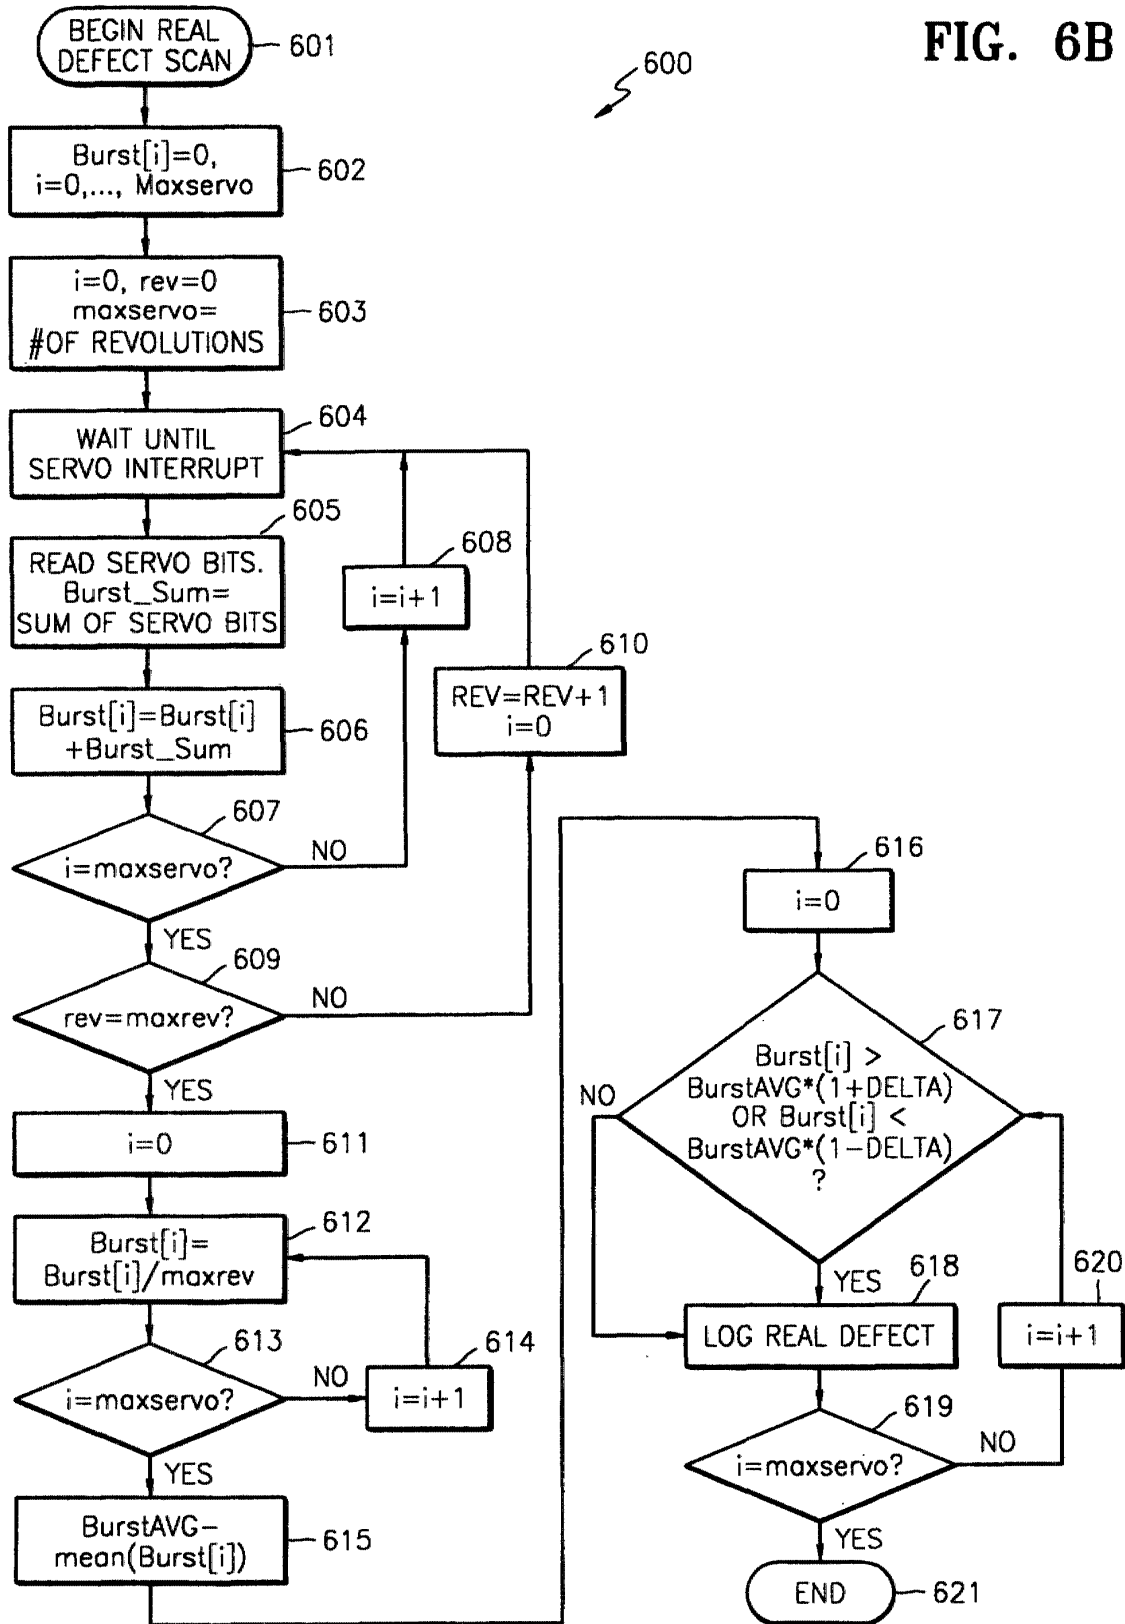 FIG. 6B
600
BEGIN REAL
DEFECT SCAN
601
Burst[i]=0,
i=0,..., Maxservo
602
i=0, rev=0
maxservo=
#OF REVOLUTIONS
603
604
WAIT UNTIL
SERVO INTERRUPT
605
READ SERVO BITS.
Burst_Sum=
SUM OF SERVO BITS
608
i=i+1
610
REV=REV+1
i=0
Burst[i]=Burst[i]
+Burst_Sum
606
607
i=maxservo?
NO
YES
609
rev=maxrev?
NO
YES
i=0
611
612
Burst[i]=
Burst[i]/maxrev
613
i=maxservo?
NO
614
i=i+1
YES
BurstAVG-
mean(Burst[i])
615
616
i=0
617
Burst[i] >
BurstAVG*(1+DELTA)
OR Burst[i] <
BurstAVG*(1-DELTA)
?
NO
YES
618
LOG REAL DEFECT
620
i=i+1
619
i=maxservo?
NO
YES
END
621